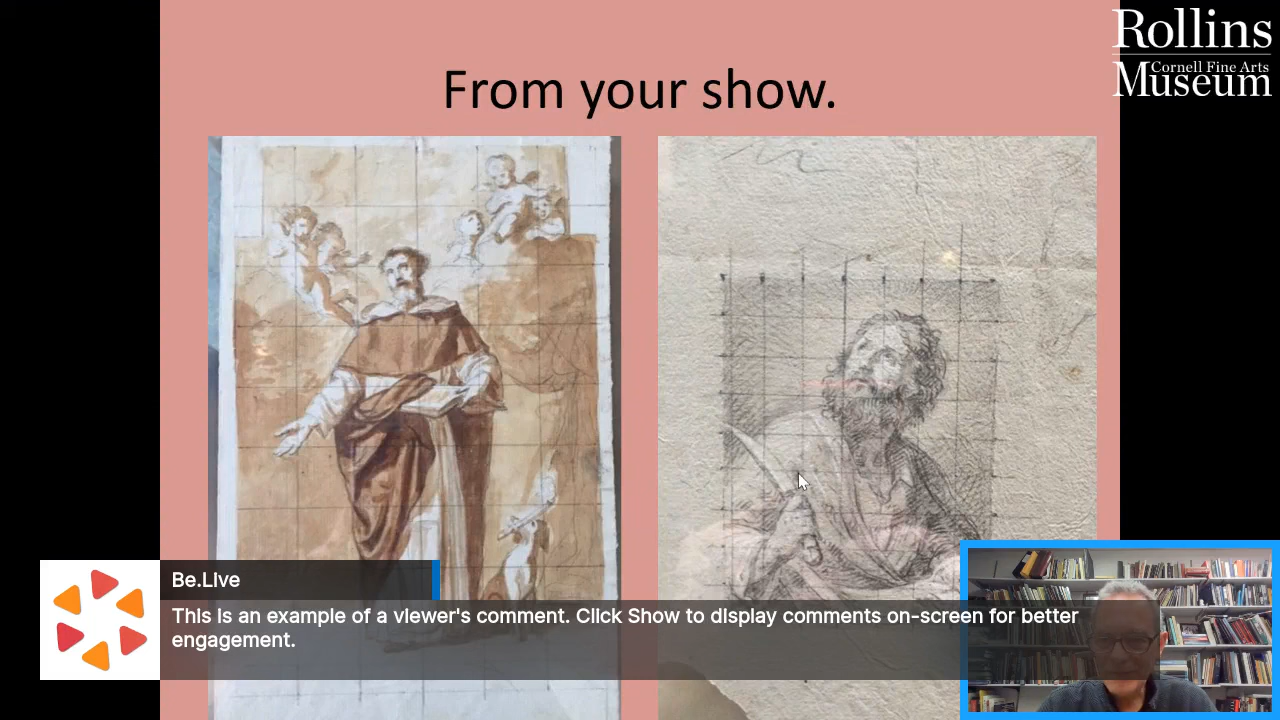 Rollins
Cornell Fine Arts
Museum
From your show.
Be.Live
This is an example of a viewer's comment. Click Show to display comments on-screen for better
engagement.